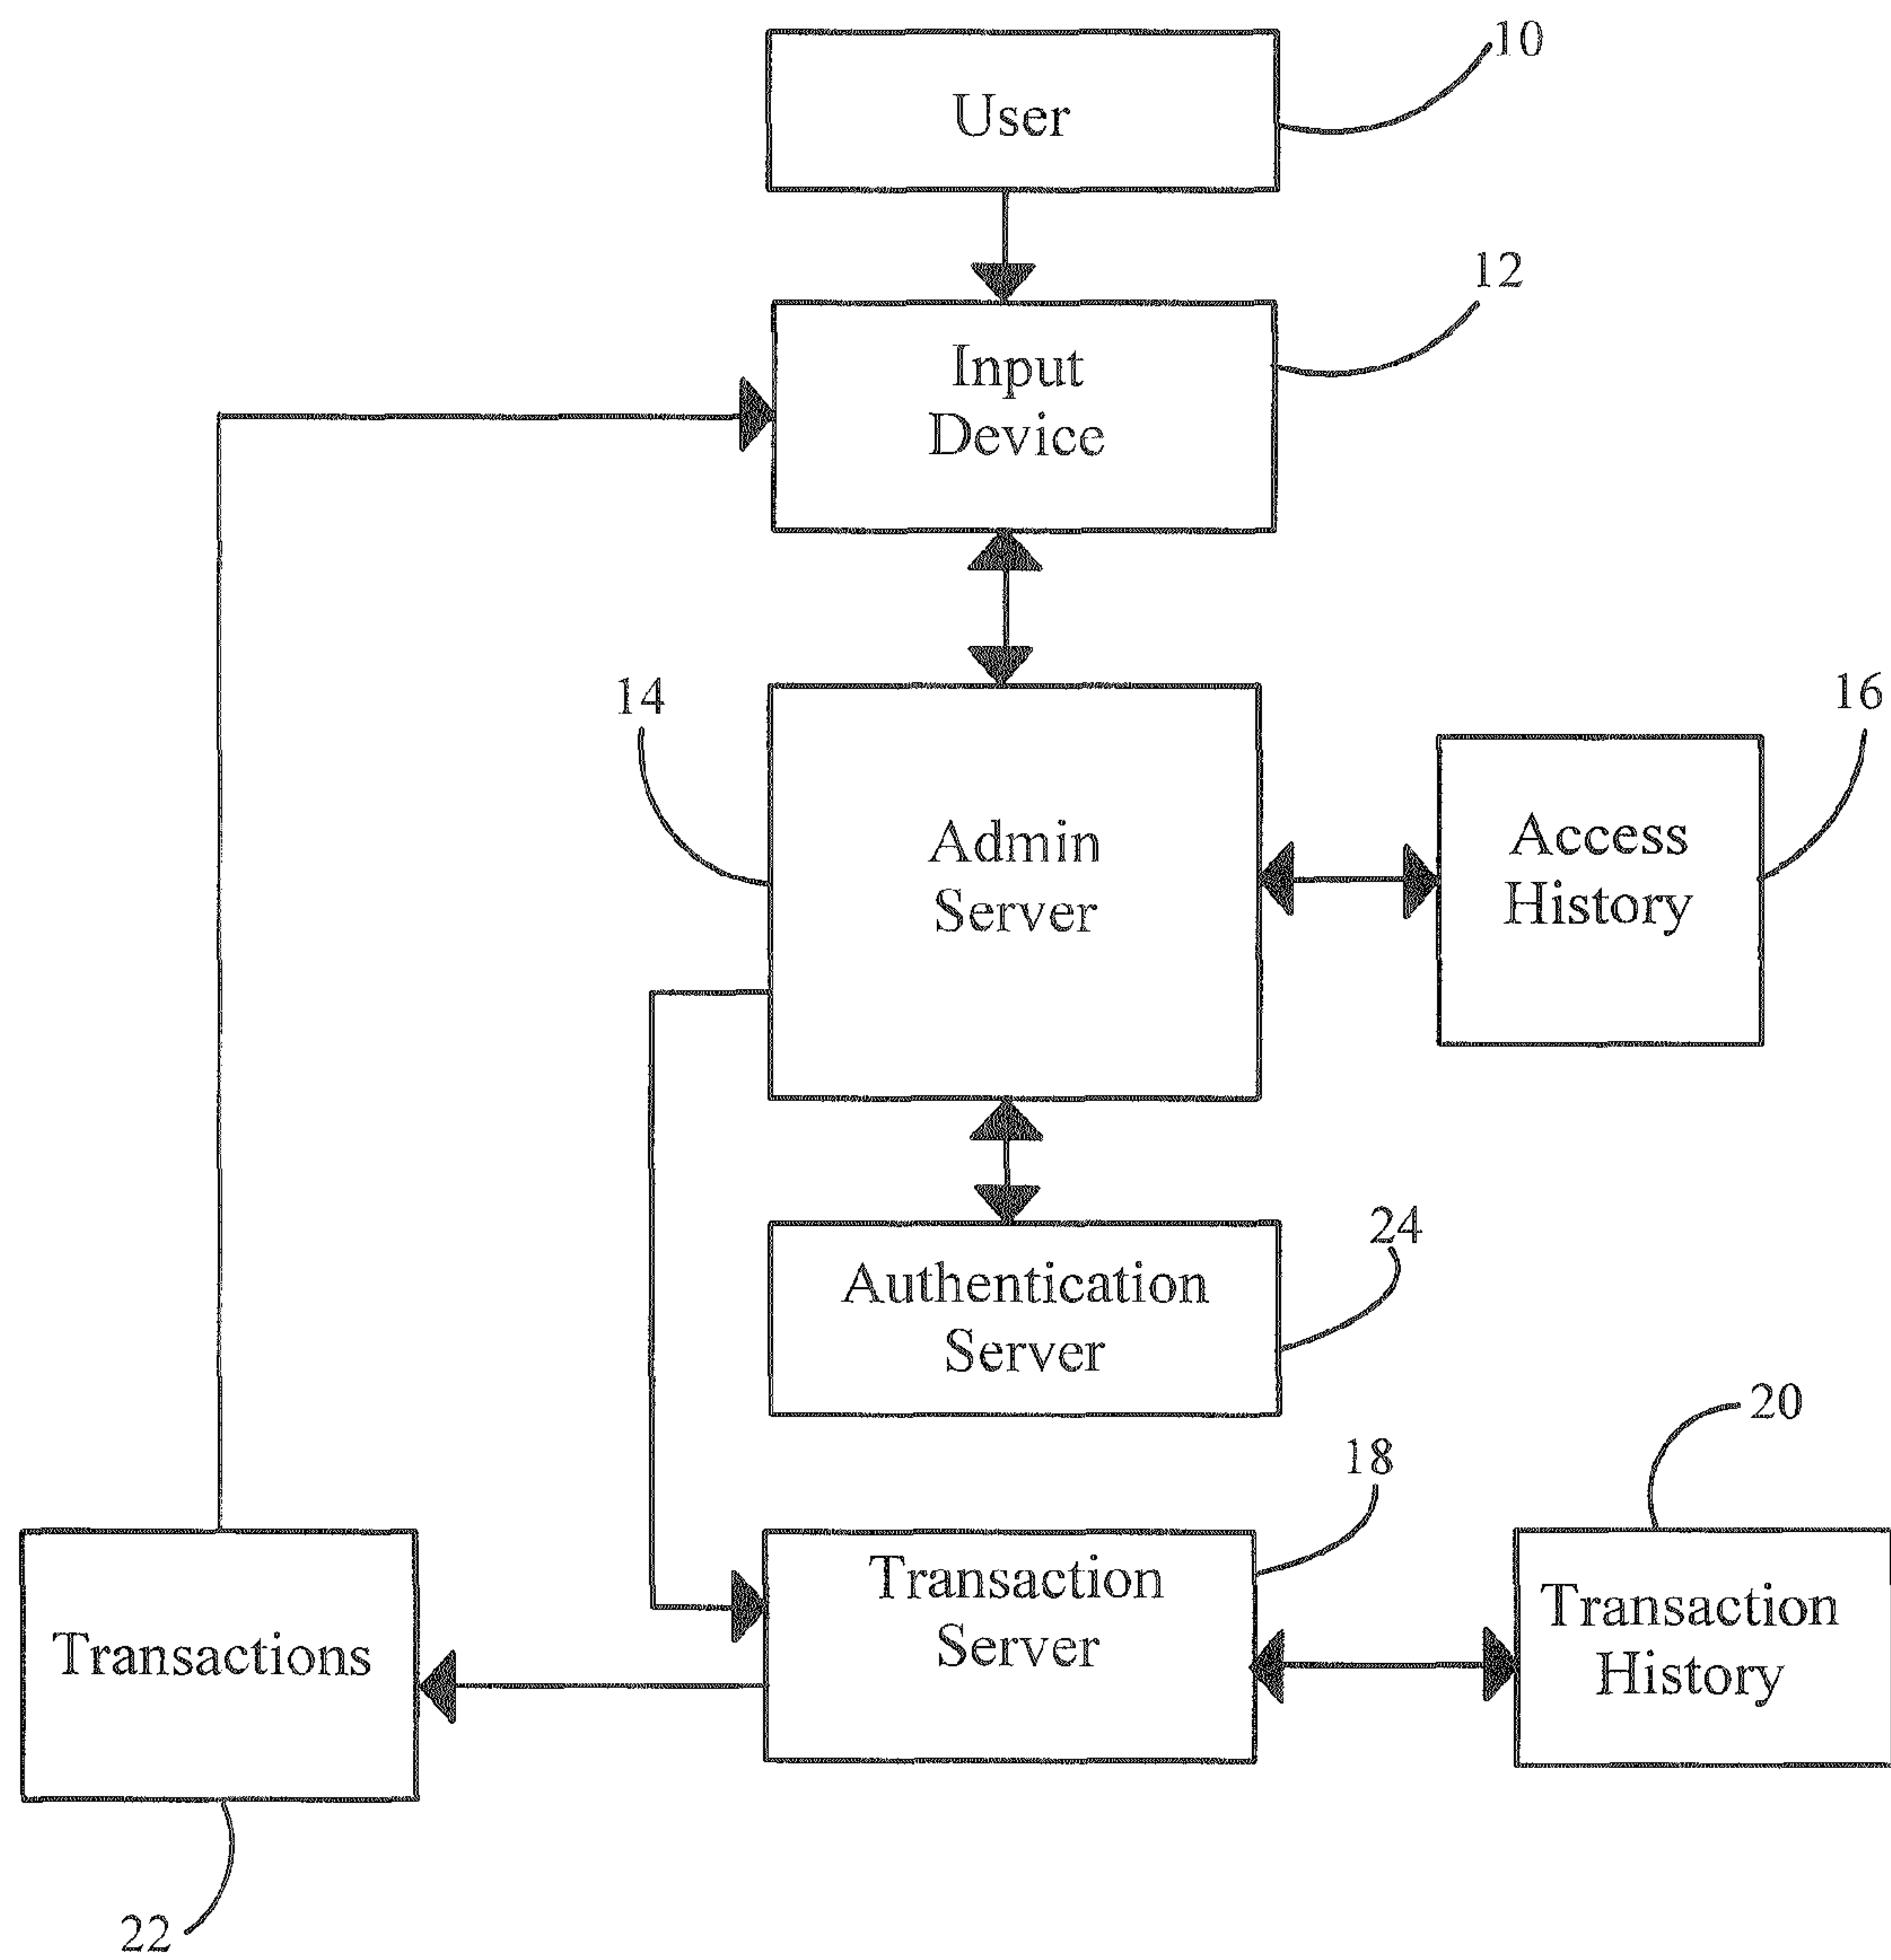 10
User
12
Input
Device
14
16
Admin
Server
Access
History
24
Authentication
Server
20
18
Transaction
Server
Transaction
History
Transactions
22